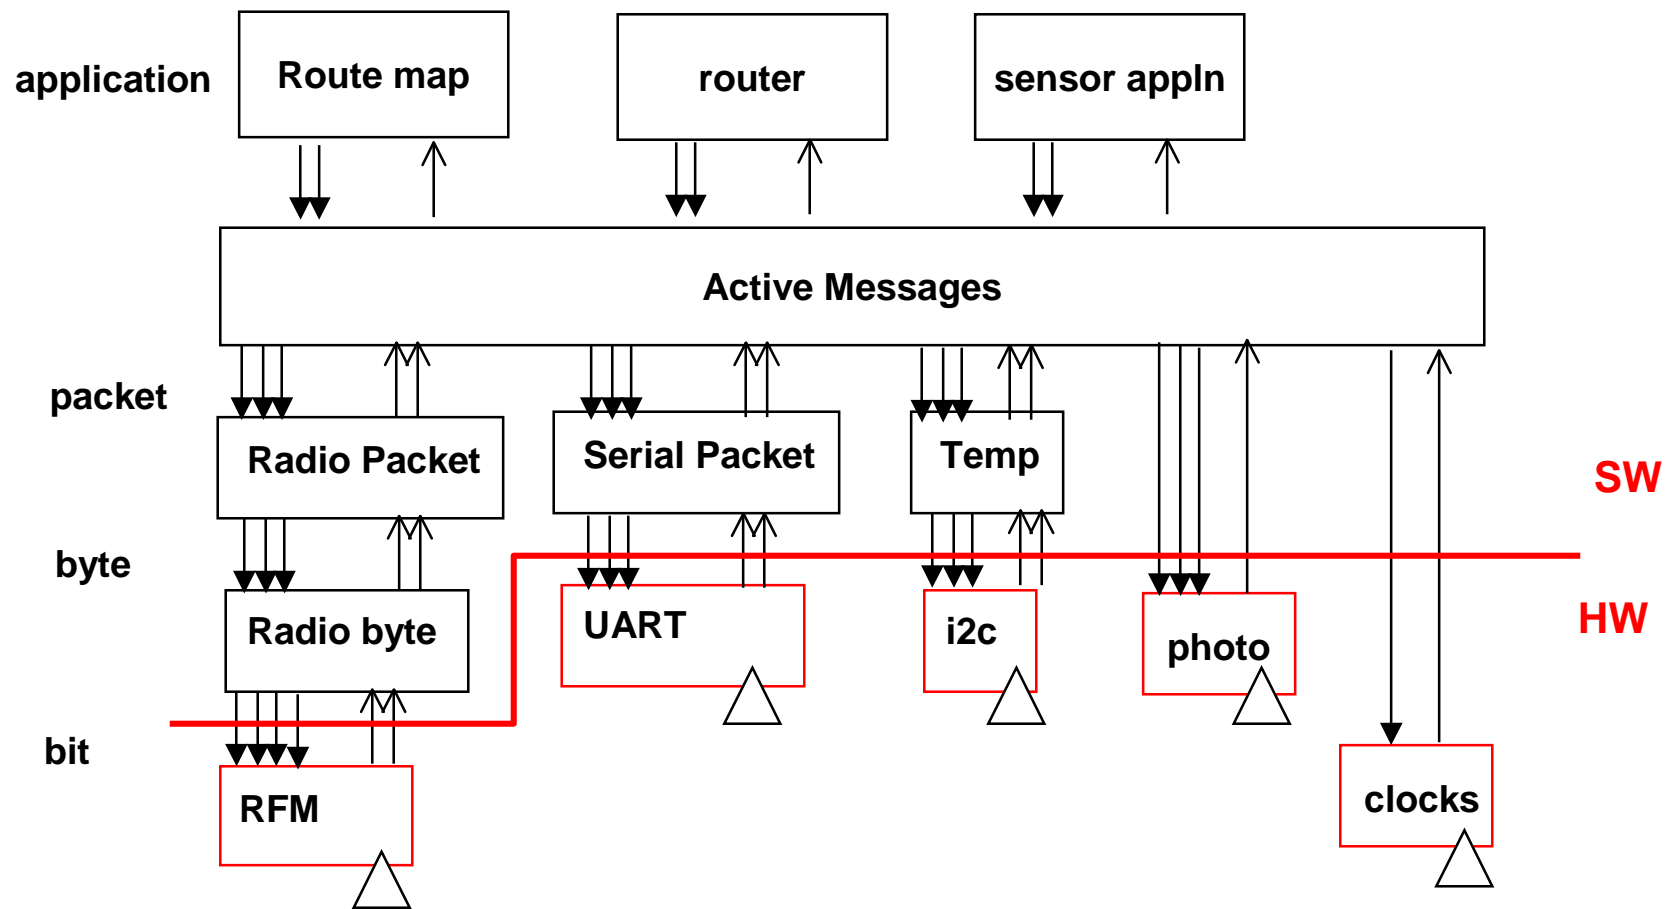 application
Route map
router
sensor appln
Active Messages
packet
Radio Packet
Serial Packet
Temp
SW
byte
Radio byte
UART
i2c
photo
HW
bit
RFM
clocks